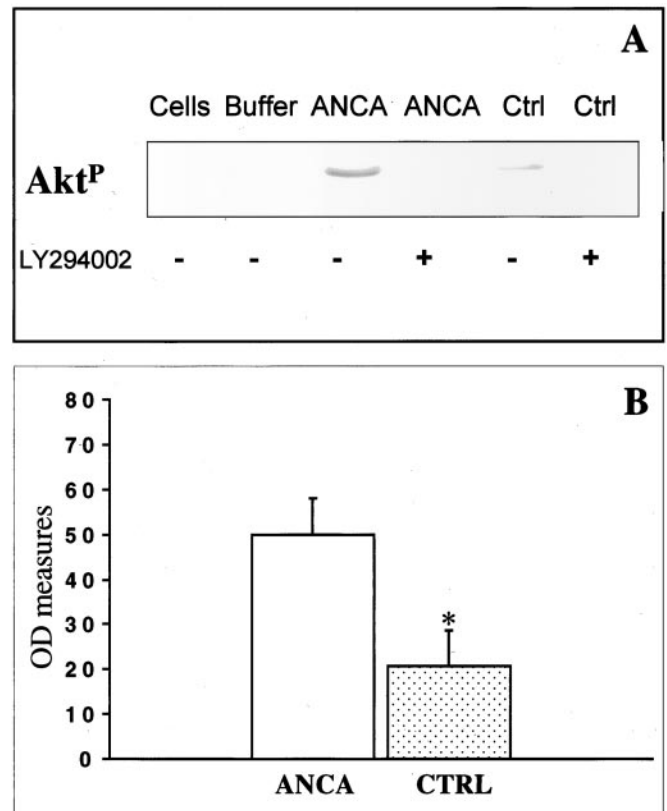 A
Cells Buffer ANCA ANCA Ctrl Ctrl
Aktᴾ
LY294002 - - - + - +
B
80
70
60
50
40
30
20
10
0
OD measures
*
ANCA CTRL